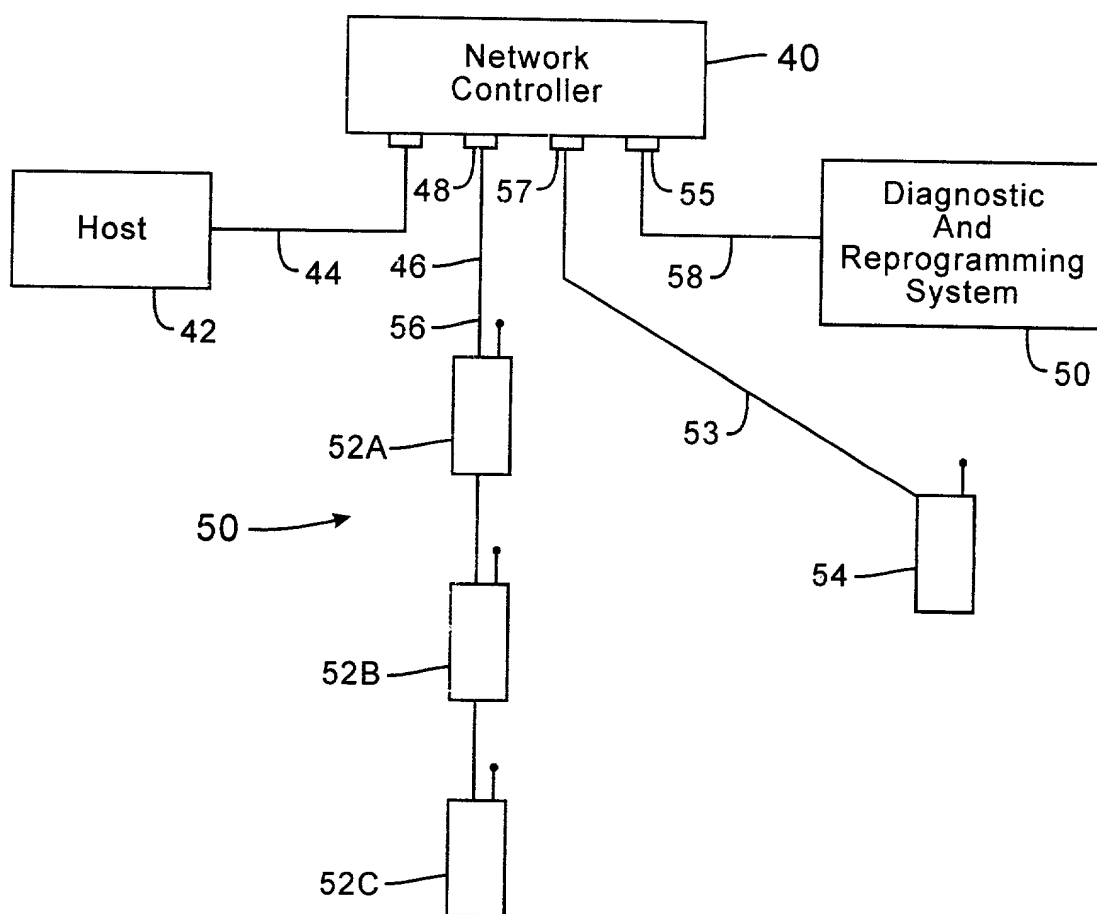 Network
Controller
40
48
57
55
Host
Diagnostic
And
Reprogramming
System
44
46
58
42
56
50
52A
53
50
54
52B
52C